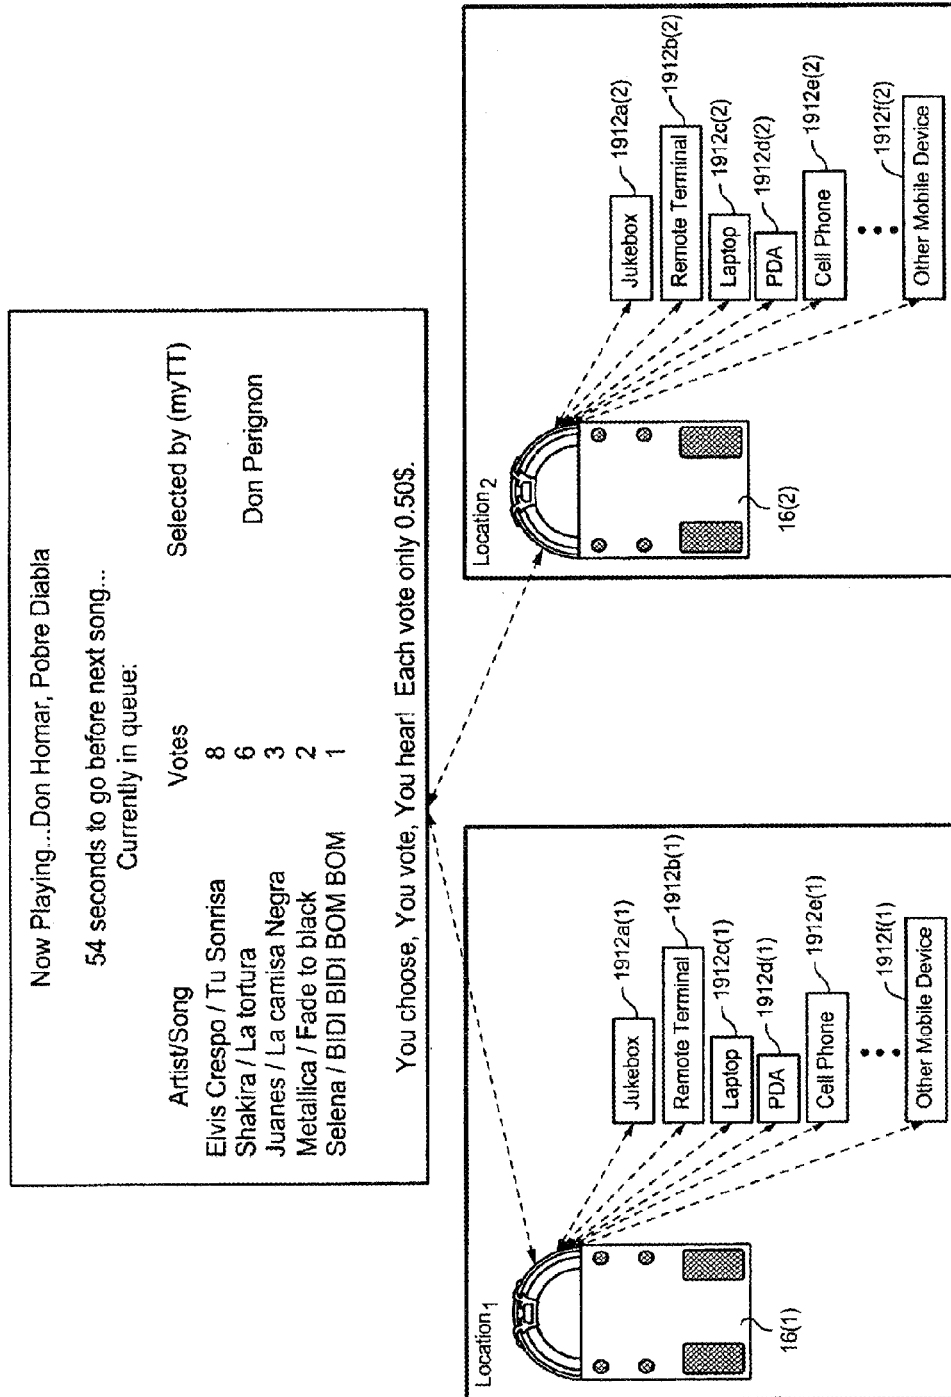 Now Playing...Don Homar, Pobre Diabla
54 seconds to go before next song...
Currently in queue:
Artist/Song Votes Selected by (myTT)
Elvis Crespo / Tu Sonrisa 8
Shakira / La tortura 6 Don Perignon
Juanes / La camisa Negra 3
Metallica / Fade to black 2
Selena / BIDI BIDI BOM BOM 1
You choose, You vote, You hear! Each vote only 0.50$.
Location1
16(1)
Jukebox 1912a(1)
Remote Terminal 1912b(1)
Laptop 1912c(1)
PDA 1912d(1)
Cell Phone 1912e(1)
Other Mobile Device 1912f(1)
Location2
16(2)
Jukebox 1912a(2)
Remote Terminal 1912b(2)
Laptop 1912c(2)
PDA 1912d(2)
Cell Phone 1912e(2)
Other Mobile Device 1912f(2)